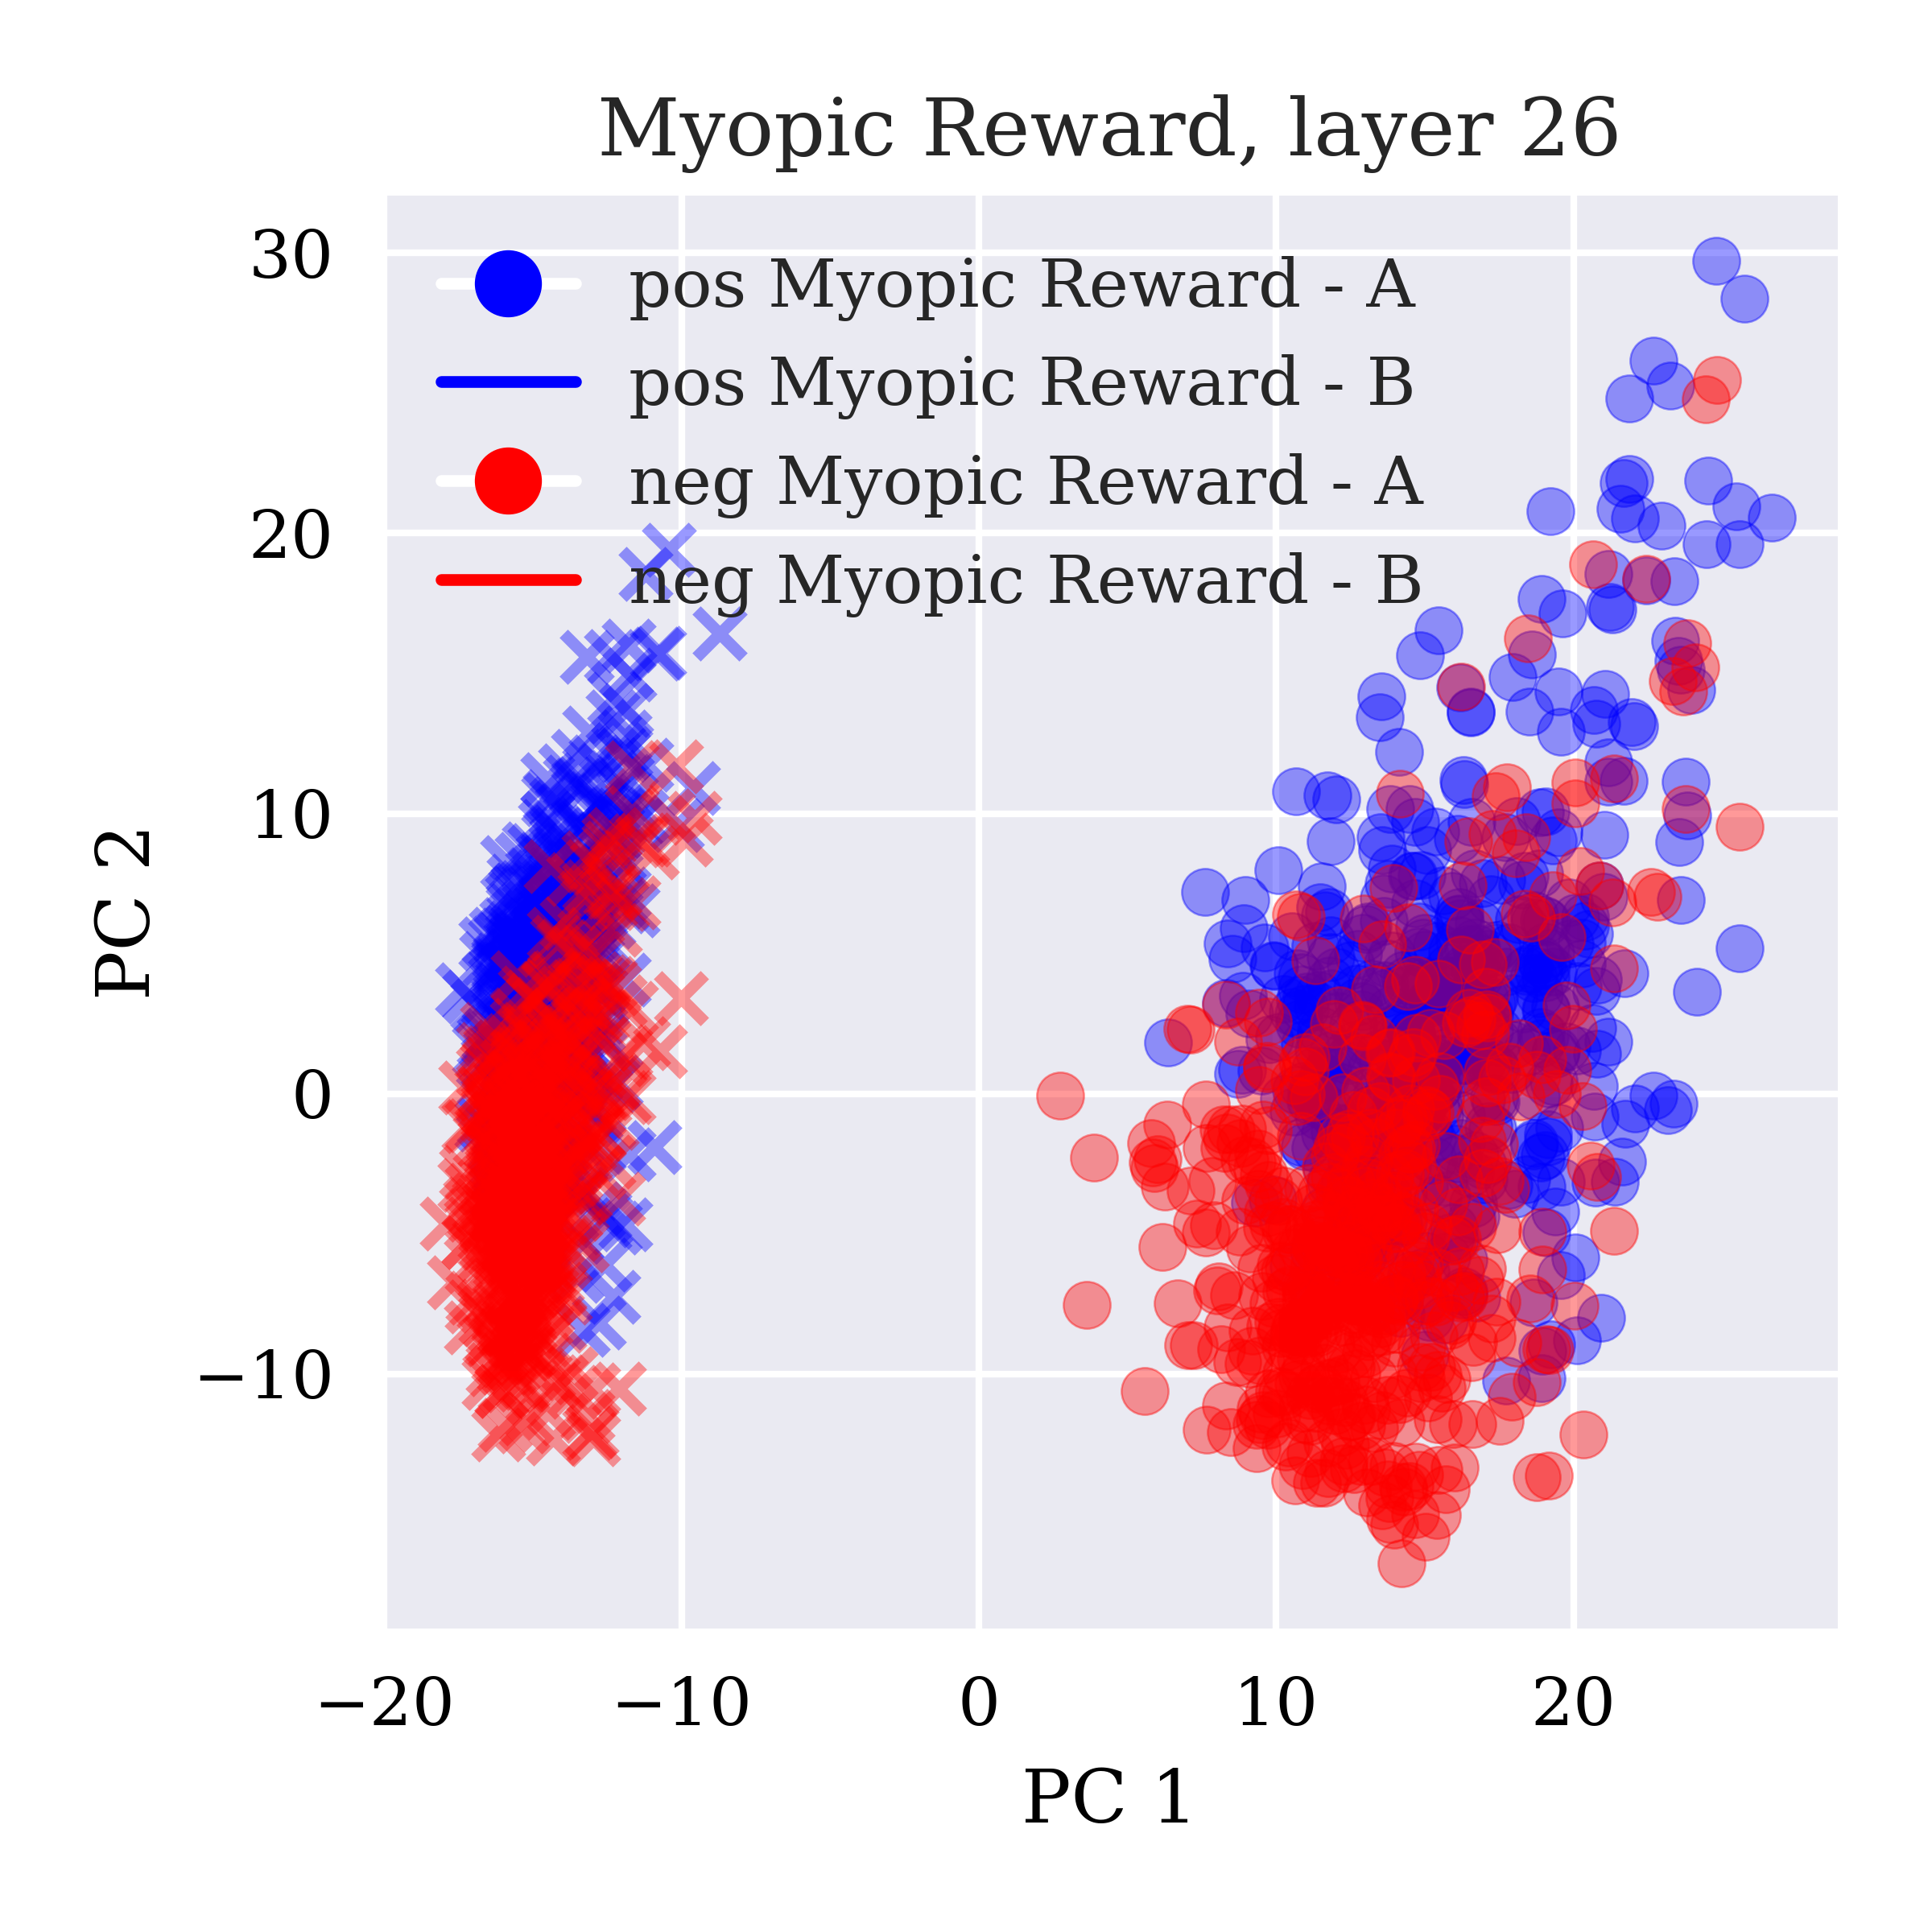 Myopic Reward, layer 26
30
20
10
0
−10
pos Myopic Reward - A
pos Myopic Reward - B
neg Myopic Reward - A
neg Myopic Reward - B
PC 2
−20
−10
0
10
20
PC 1